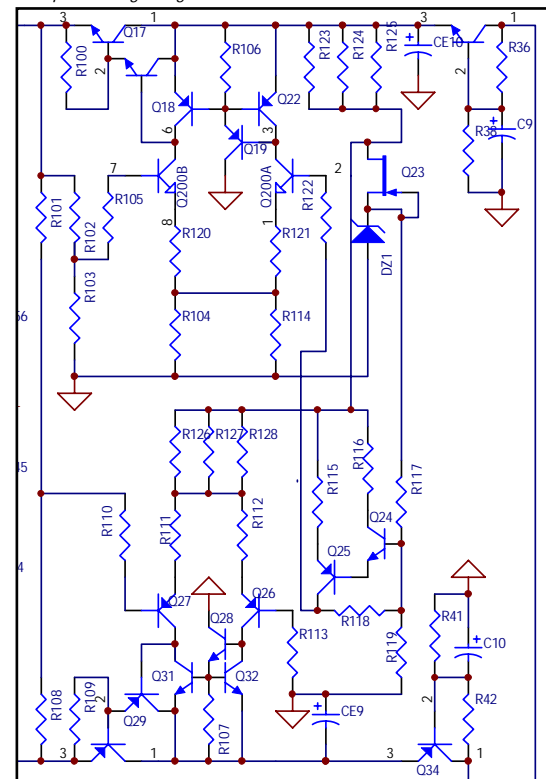 3
Q17
1
R100
2
R106
R123
R124
R125
CE10
3
2
R36
Q18
Q22
6
Q19
3
R38
C9
7
Q200B
Q200A
2
R122
Q23
R101
R102
R105
8
1
R120
R121
DZ1
R103
R104
R114
R126
R127
R128
R115
R116
R117
R110
R111
R112
Q24
Q25
Q27
Q28
Q26
R118
R113
R119
R41
C10
Q31
Q32
R108
R109
2
Q29
R107
CE9
2
R42
3
1
3
Q34
1